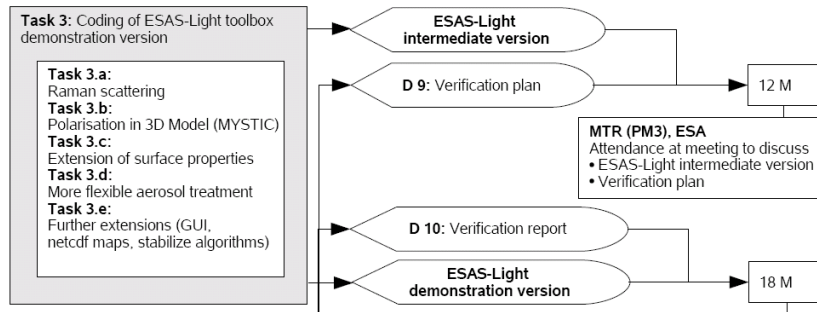 Task 3: Coding of ESAS-Light toolbox
demonstration version
Task 3.a:
Raman scattering
Task 3.b:
Polarisation in 3D Model (MYSTIC)
Task 3.c:
Extension of surface properties
Task 3.d:
More flexible aerosol treatment
Task 3.e:
Further extensions (GUI,
netcdf maps, stabilize algorithms)
ESAS-Light
intermediate version
D 9: Verification plan
12 M
MTR (PM3), ESA
Attendance at meeting to discuss
• ESAS-Light intermediate version
• Verification plan
D 10: Verification report
ESAS-Light
demonstration version
18 M